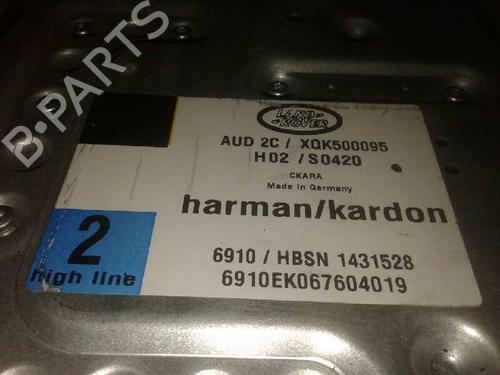 B-PARTS
LAND
ROVER
AUD 2C / XQK500095
H02 / S0420
CKARA
Made in Germany
harman/kardon
2
high line
6910 / HBSN 1431528
6910EK067604019